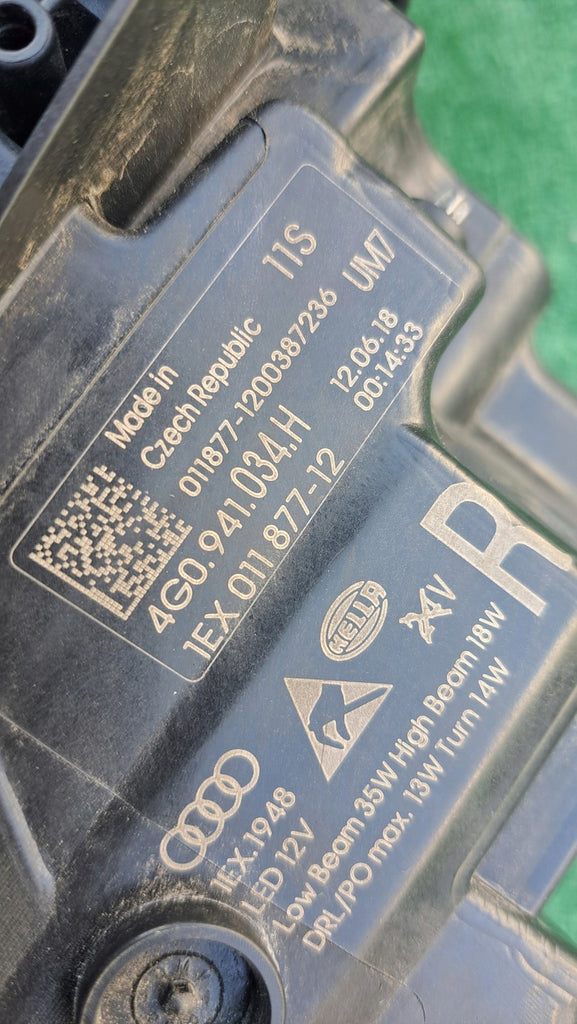 11S
UM7
Made in
Czech Republic
011877-1200387236
12.06.18
00:14:33
4G0.941.034.H
1EX 011 877-12
R
HELLA
24V
1EX.1948
LED 12V
Low Beam 35W High Beam 18W
DRL/PO max. 13W Turn 14W